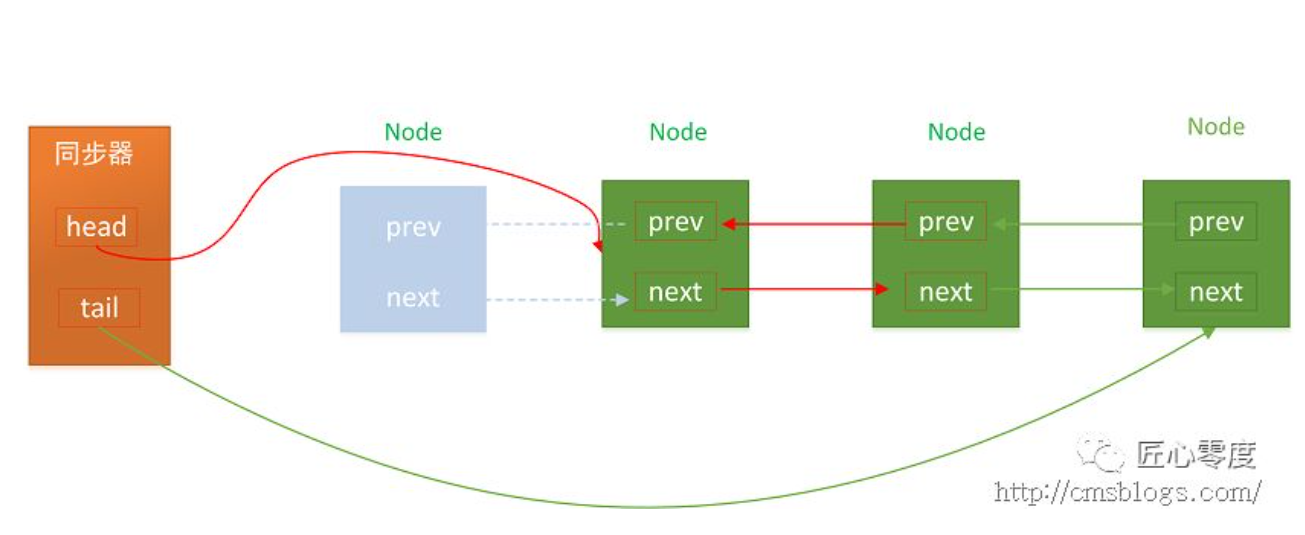 Node
Node
Node
Node
同步器
head
tail
prev
next
prev
next
prev
next
prev
next
匠心零度
http://cmsblogs.com/